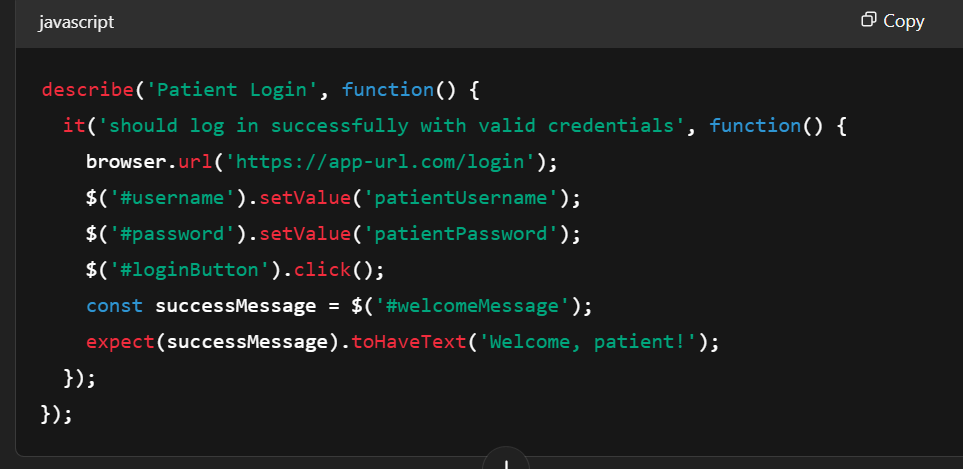 javascript
Copy
describe('Patient Login', function() {
  it('should log in successfully with valid credentials', function() {
    browser.url('https://app-url.com/login');
    $('#username').setValue('patientUsername');
    $('#password').setValue('patientPassword');
    $('#loginButton').click();
    const successMessage = $('#welcomeMessage');
    expect(successMessage).toHaveText('Welcome, patient!');
  });
});